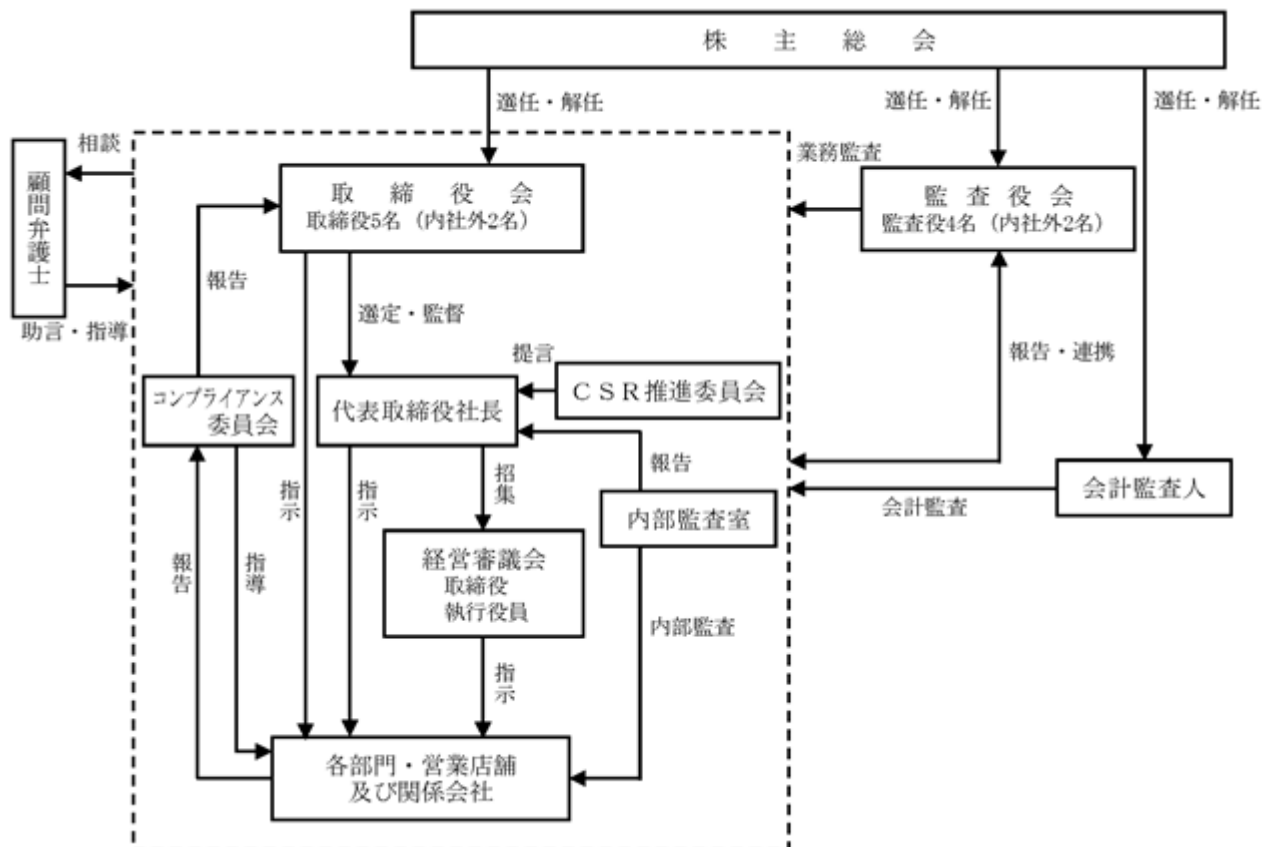 株主総会
選任・解任
選任・解任
選任・解任
相談
顧問弁護士
助言・指導
業務監査
取締役会
取締役5名（内社外2名）
監査役会
監査役4名（内社外2名）
報告
選定・監督
報告・連携
提言
CSR推進委員会
コンプライアンス
委員会
代表取締役社長
報告
招集
指示
指示
内部監査室
会計監査人
会計監査
経営審議会
取締役
執行役員
報告
指導
内部監査
指示
各部門・営業店舗
及び関係会社